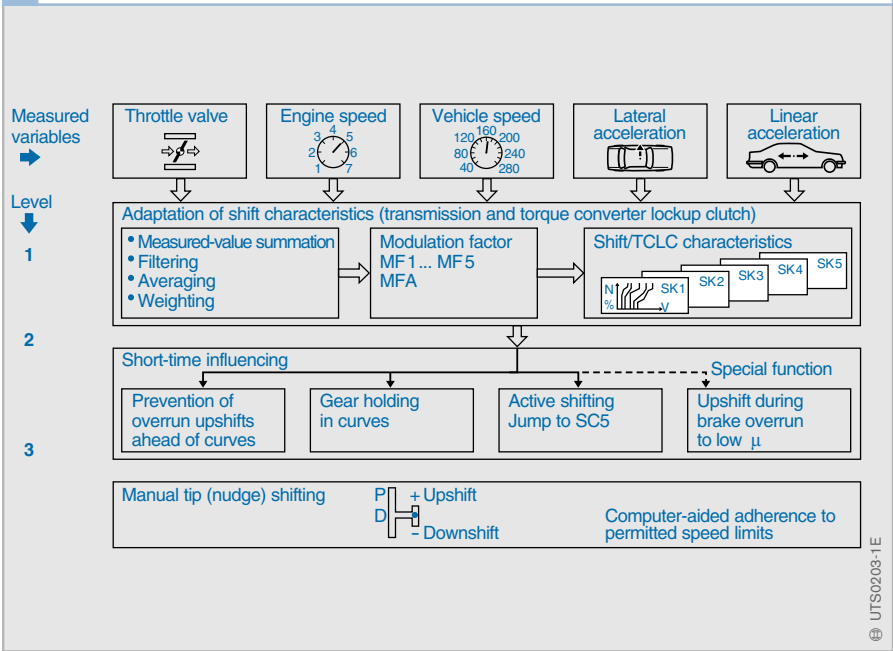 Measured
variables
Throttle valve
Engine speed
1 2 3 4 5 6 7
Vehicle speed
40 80 120 160 200 240 280
Lateral
acceleration
Linear
acceleration
Level
1
Adaptation of shift characteristics (transmission and torque converter lockup clutch)
• Measured-value summation
• Filtering
• Averaging
• Weighting
Modulation factor
MF1... MF5
MFA
Shift/TCLC characteristics
N
%
V
SK1
SK2
SK3
SK4
SK5
2
Short-time influencing
Special function
Prevention of
overrun upshifts
ahead of curves
Gear holding
in curves
Active shifting
Jump to SC5
Upshift during
brake overrun
to low μ
3
Manual tip (nudge) shifting
P
D
+ Upshift
– Downshift
Computer-aided adherence to
permitted speed limits
UTS0203-1E